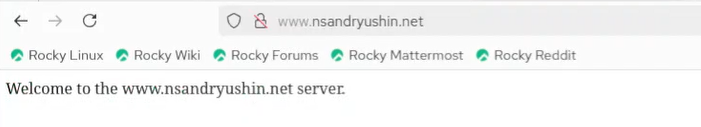 www.nsandryushin.net
Rocky Linux Rocky Wiki Rocky Forums Rocky Mattermost Rocky Reddit
Welcome to the www.nsandryushin.net server.